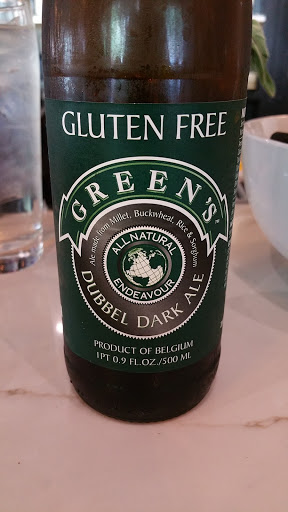 GLUTEN FREE
GREEN'S
Ale made from Millet, Buckwheat, Rice & Sorghum
ALL NATURAL
ENDEAVOUR
DUBBEL DARK ALE
PRODUCT OF BELGIUM
1PT 0.9 FL.OZ./500 ML